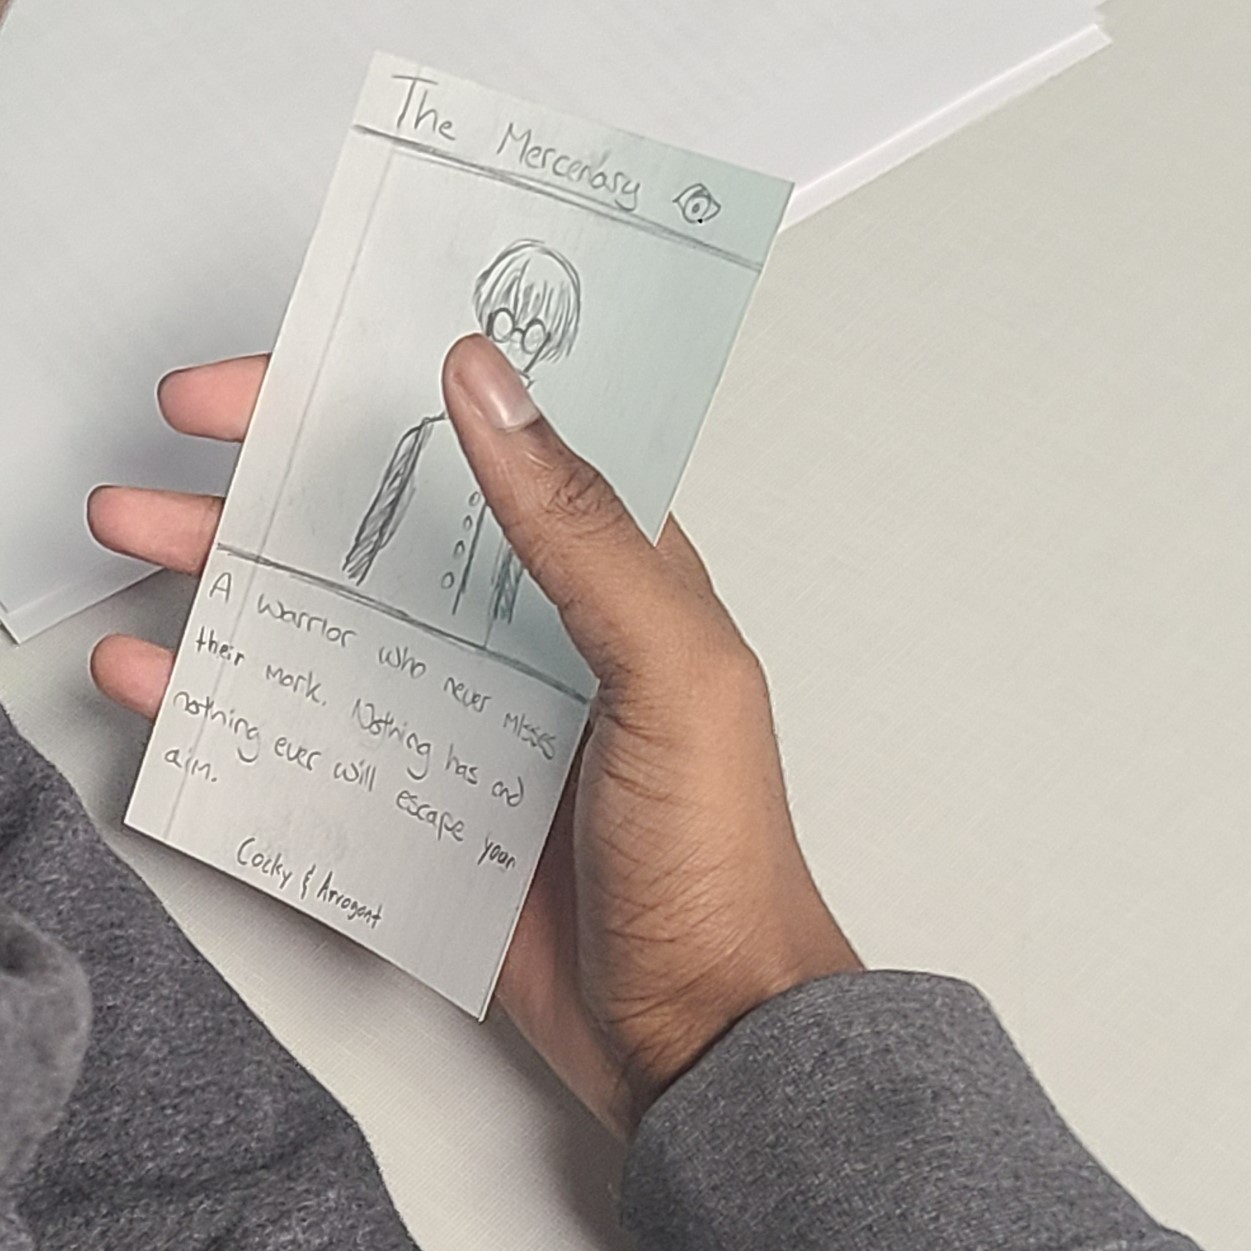 The Mercenary
A warrior who never misses
their mark. Nothing has and
nothing ever will escape your
aim.
Cocky & Arrogant